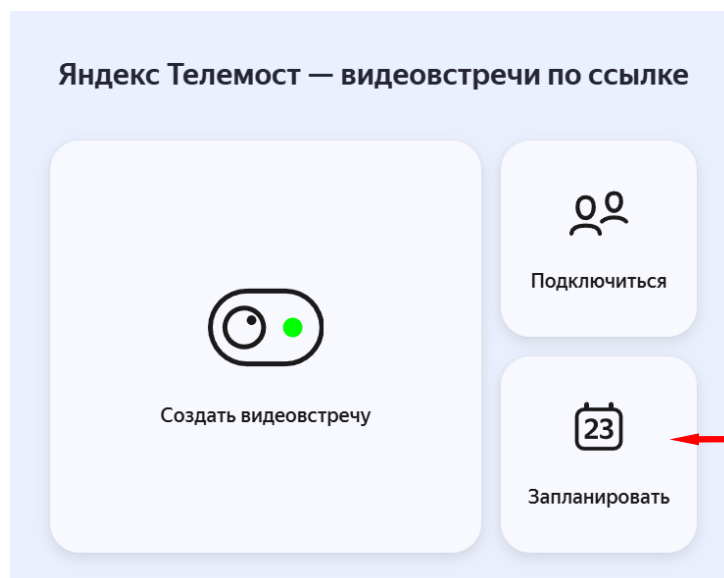 Яндекс Телемост — видеовстречи по ссылке
Создать видеовстречу
Подключиться
23
Запланировать